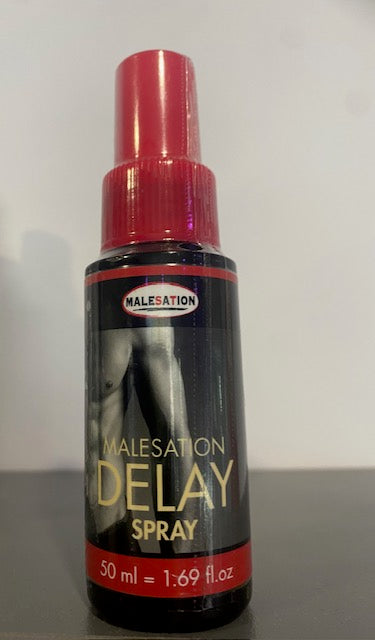 MALESATION
MALESATION
DELAY
SPRAY
50 ml = 1.69 fl.oz